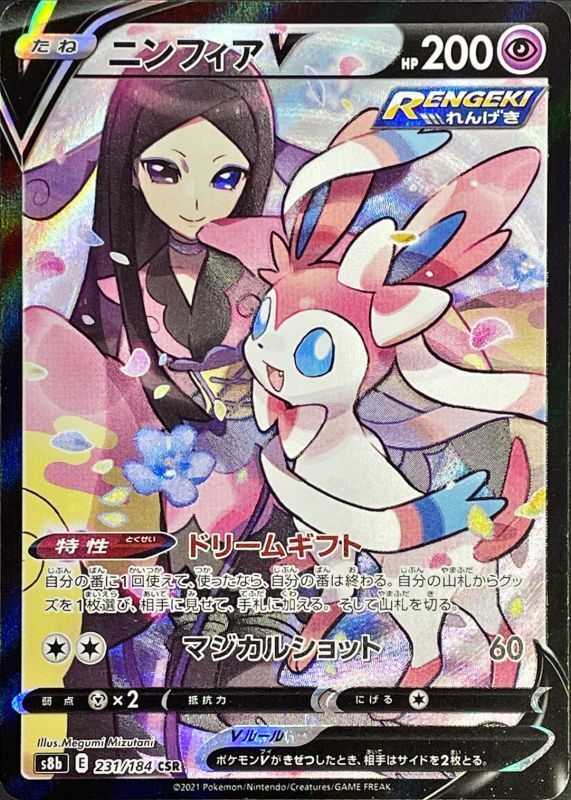 たね ニンフィアV HP200
RENGEKI
れんげき
特性 とくせい ドリームギフト
自分の番に1回使えて、使ったなら、自分の番は終わる。自分の山札からグッ
ズを1枚選び、相手に見せて、手札に加える。そして山札を切る。
マジカルショット 60
弱点 ×2 抵抗力 にげる
Illus.Megumi Mizutani
Vルール
s8b E 231/184 CSR
ポケモンVがきぜつしたとき、相手はサイドを2枚とる。
©2021 Pokémon/Nintendo/Creatures/GAME FREAK.